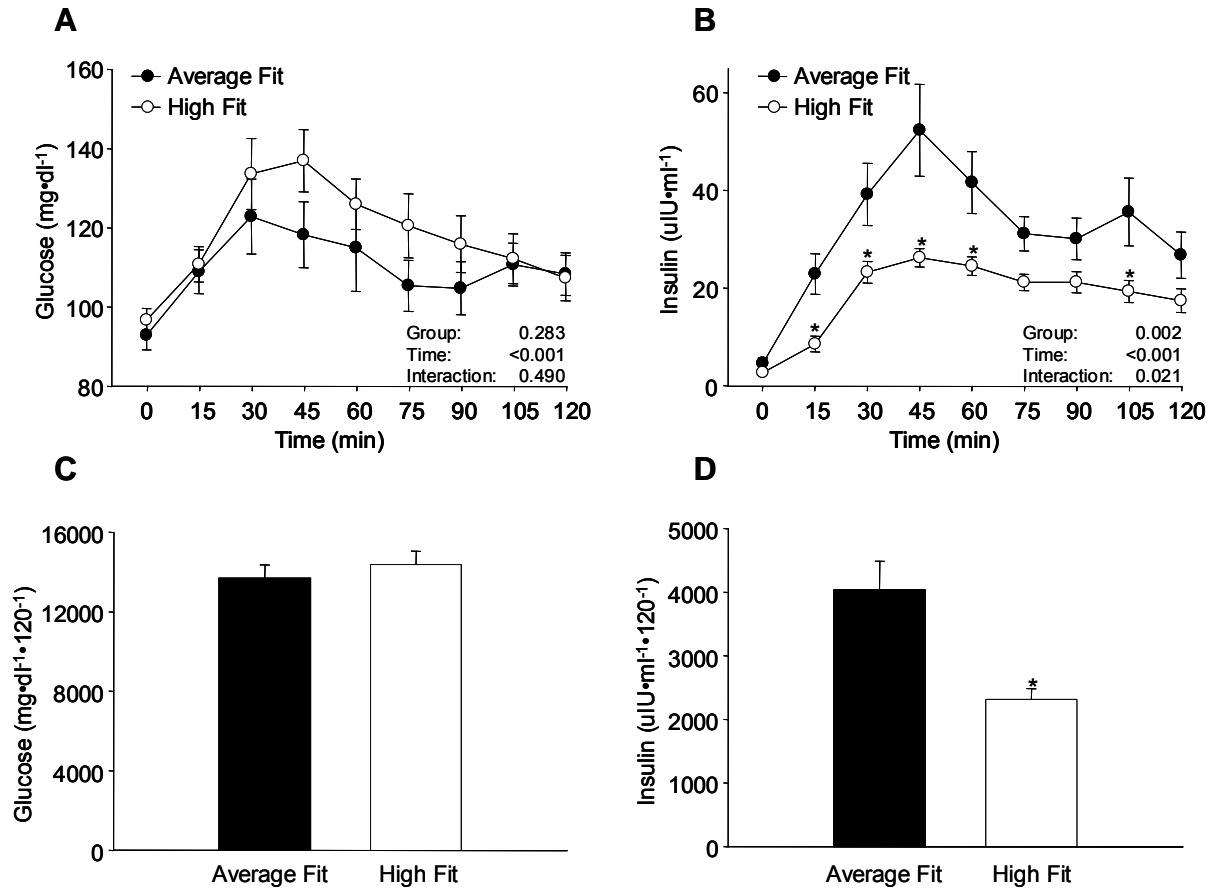 A
Average Fit
High Fit
Glucose (mg•dl-1)
160
140
120
100
80
Group: 0.283
Time: <0.001
Interaction: 0.490
0 15 30 45 60 75 90 105 120
Time (min)
B
Average Fit
High Fit
Insulin (uIU•ml-1)
60
40
20
0
*
*
*
*
*
Group: 0.002
Time: <0.001
Interaction: 0.021
0 15 30 45 60 75 90 105 120
Time (min)
C
Glucose (mg•dl-1•120-1)
16000
12000
8000
4000
0
Average Fit High Fit
D
Insulin (uIU•ml-1•120-1)
5000
4000
3000
2000
1000
0
*
Average Fit High Fit